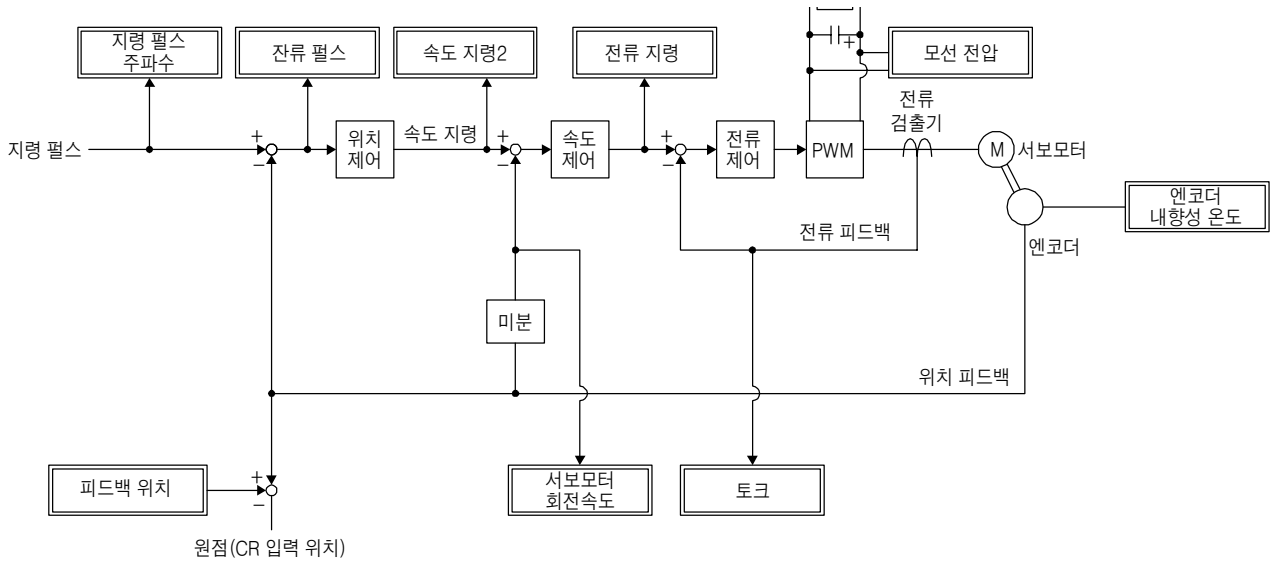 지령 펄스
주파수
잔류 펄스
속도 지령2
전류 지령
모선 전압
전류
검출기
지령 펄스
+
−
위치
제어
속도 지령
+
−
속도
제어
+
−
전류
제어
PWM
+
M
서보모터
엔코더
내향성 온도
전류 피드백
엔코더
미분
위치 피드백
피드백 위치
+
−
서보모터
회전속도
토크
원점(CR 입력 위치)